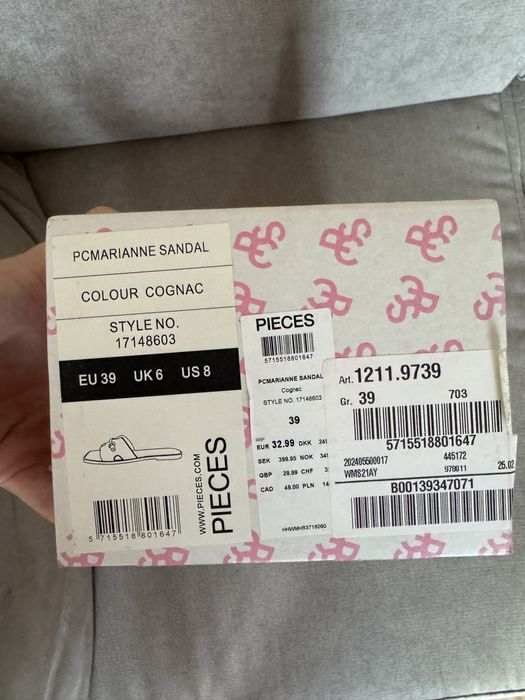 PCMARIANNE SANDAL
COLOUR COGNAC
STYLE NO.
17148603
EU 39 UK 6 US 8
5 715518 801647
WWW.PIECES.COM
PIECES
PIECES
5715518801647
PCMARIANNE SANDAL
Cognac
STYLE NO. 17148603
39
RRP
EUR 32.99 DKK
SEK 399.95 NOK
GBP 29.99 CHF
CAD 49.00 PLN
HHWMHR3716080
Art. 1211.9739
Gr. 39 703
5715518801647
202405500017 445172
WMS21AY 978011 25.02
B00139347071